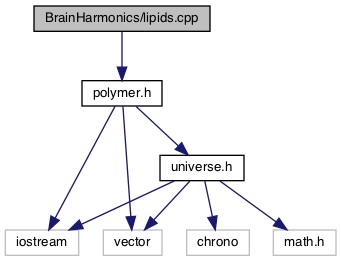 BrainHarmonics/lipids.cpp
polymer.h
universe.h
iostream
vector
chrono
math.h